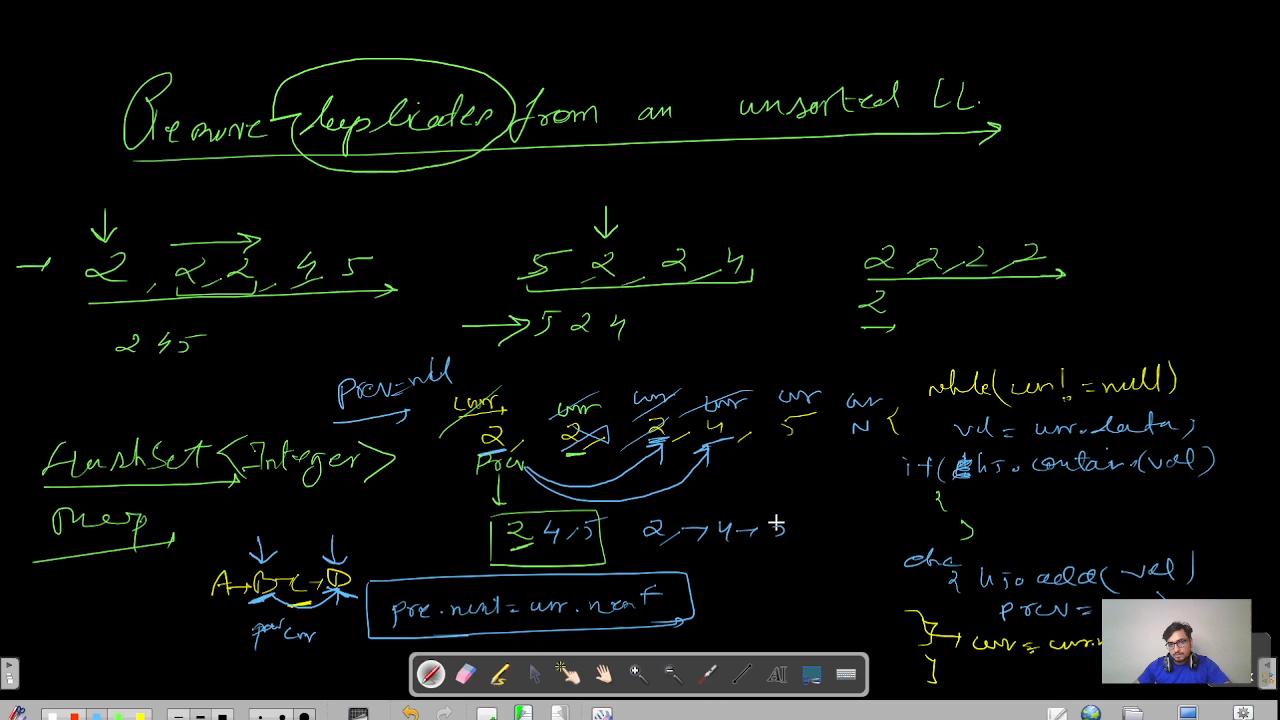 Remove duplicates from an unsorted LL.
2, 2, 2, 4, 5
5, 2, 2, 4
2, 2, 2, 2
2 4 5
5 2 4
2
prev=null
curr curr curr curr curr cur
2, 2, 2, 4, 5 N
prev
HashSet<Integer>
Map
2 4, 5
2, → 4 → 5
A→B→C→D
prev curr
pre.next = curr.next
while(curr != null)
{
val = curr.data;
if(hs.contains(val)
{
}
else
{ hs.add(val)
prev =
curr = curr.n
}